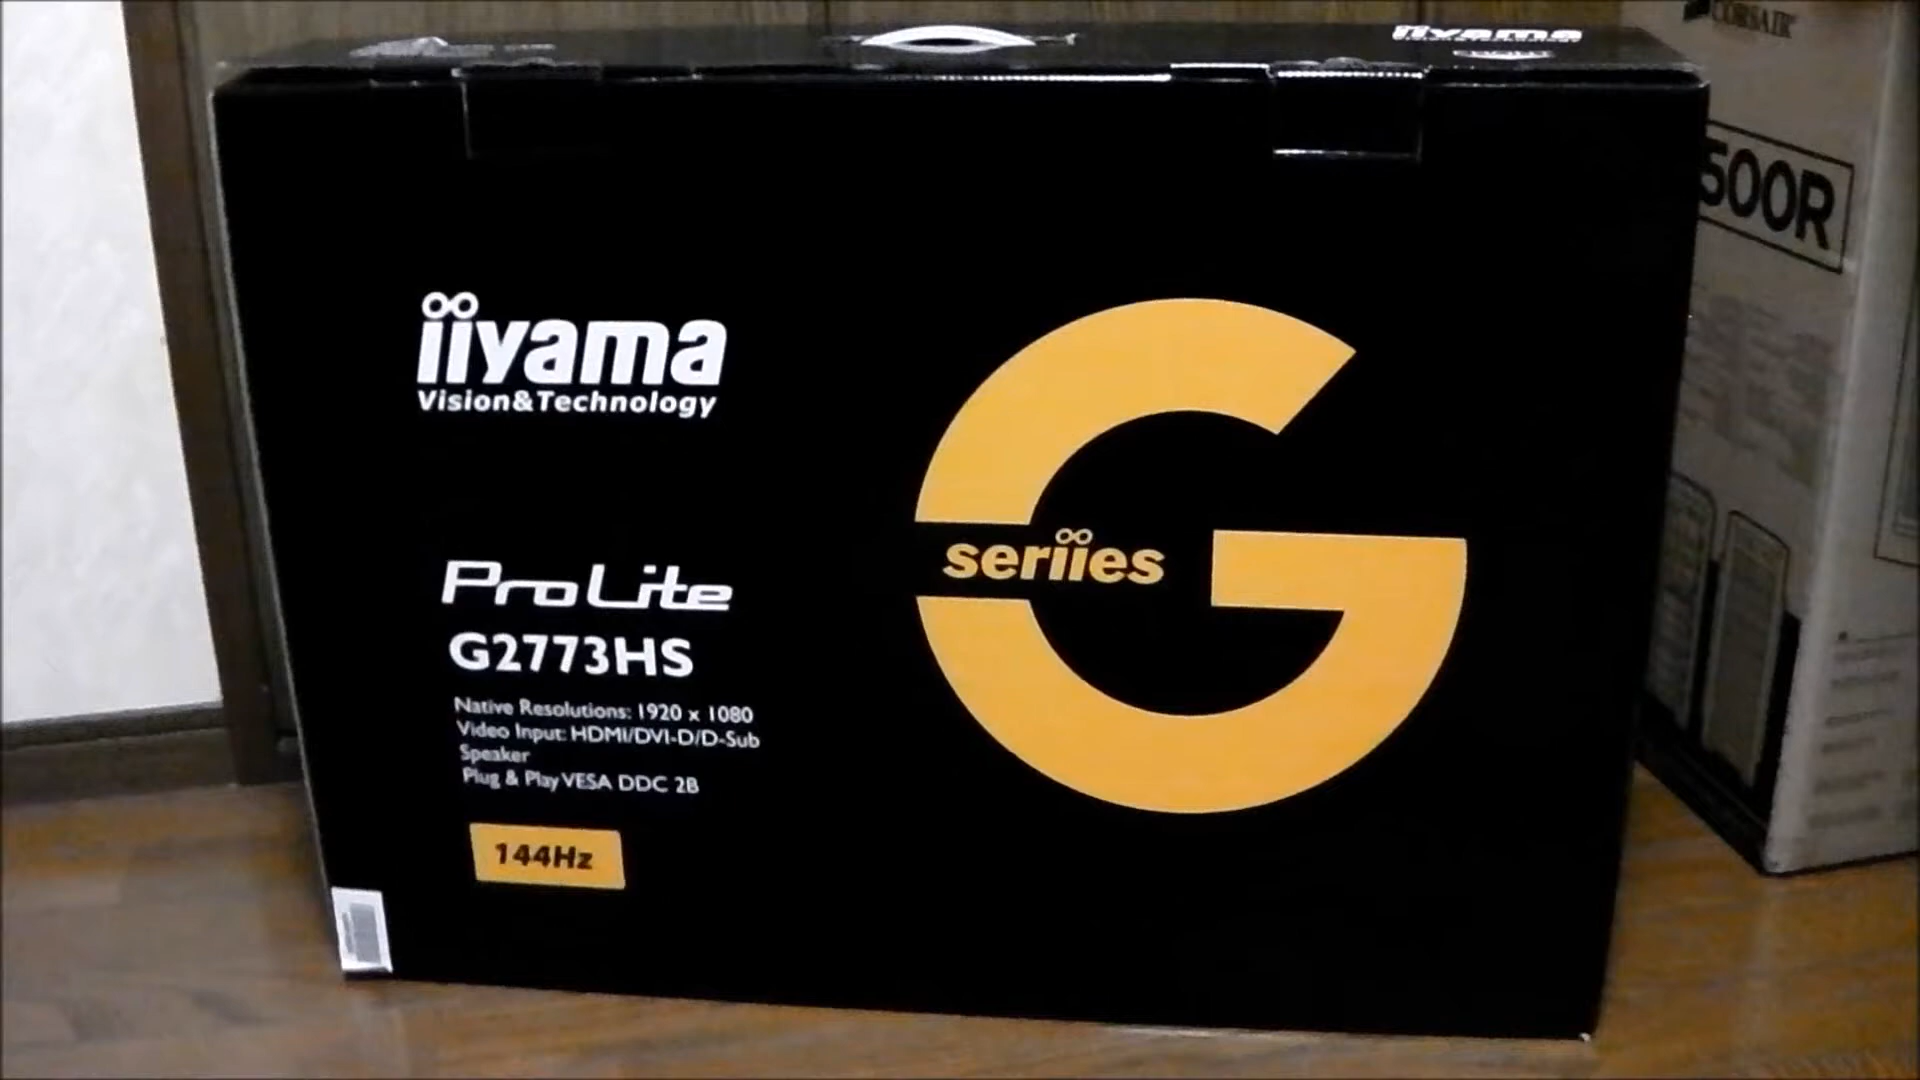 iiyama
CORSAIR
500R
iiyama
Vision&Technology
seriies
G
ProLite
G2773HS
Native Resolutions: 1920 x 1080
Video Input: HDMI/DVI-D/D-Sub
Speaker
Plug & Play VESA DDC 2B
144Hz